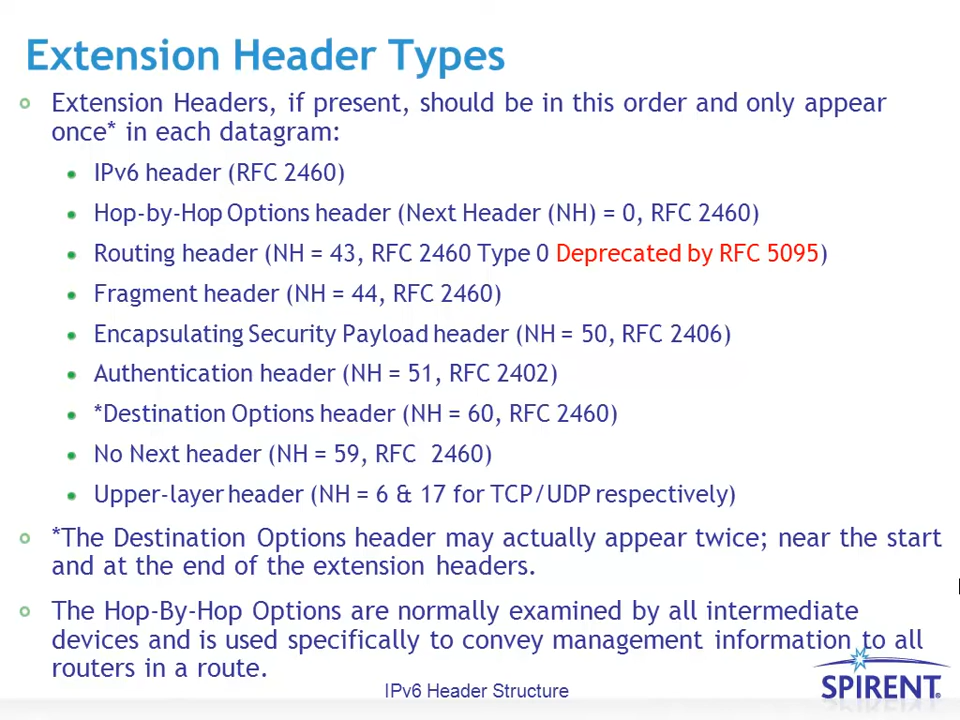 Extension Header Types
Extension Headers, if present, should be in this order and only appear
once* in each datagram:
IPv6 header (RFC 2460)
Hop-by-Hop Options header (Next Header (NH) = 0, RFC 2460)
Routing header (NH = 43, RFC 2460 Type 0 Deprecated by RFC 5095)
Fragment header (NH = 44, RFC 2460)
Encapsulating Security Payload header (NH = 50, RFC 2406)
Authentication header (NH = 51, RFC 2402)
*Destination Options header (NH = 60, RFC 2460)
No Next header (NH = 59, RFC 2460)
Upper-layer header (NH = 6 & 17 for TCP/UDP respectively)
*The Destination Options header may actually appear twice; near the start
and at the end of the extension headers.
The Hop-By-Hop Options are normally examined by all intermediate
devices and is used specifically to convey management information to all
routers in a route.
IPv6 Header Structure
SPIRENT®